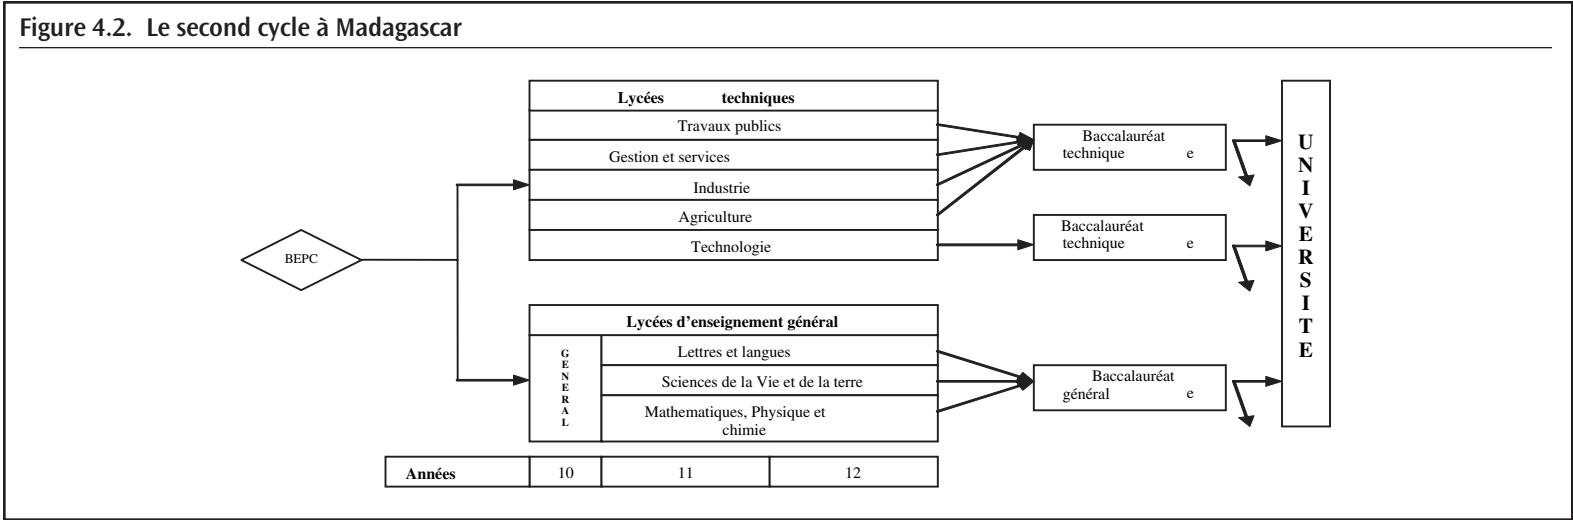 Figure 4.2. Le second cycle à Madagascar
Lycées techniques
Travaux publics
Gestion et services
Industrie
Agriculture
Technologie
Baccalauréat
technique e
Baccalauréat
technique e
BEPC
Lycées d'enseignement général
GENERAL
Lettres et langues
Sciences de la Vie et de la terre
Mathematiques, Physique et
chimie
Baccalauréat
général e
UNIVERSITE
Années 10 11 12